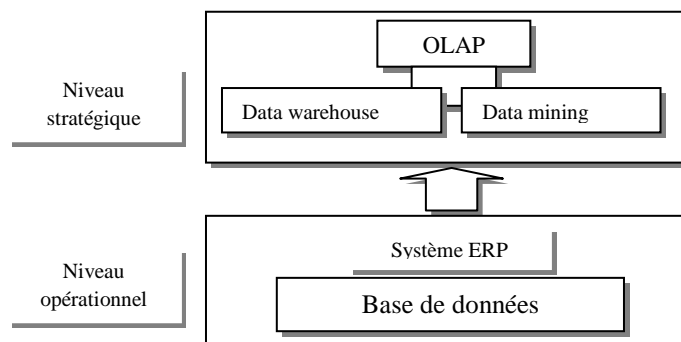 OLAP
Niveau
stratégique
Data warehouse
Data mining
Système ERP
Niveau
opérationnel
Base de données